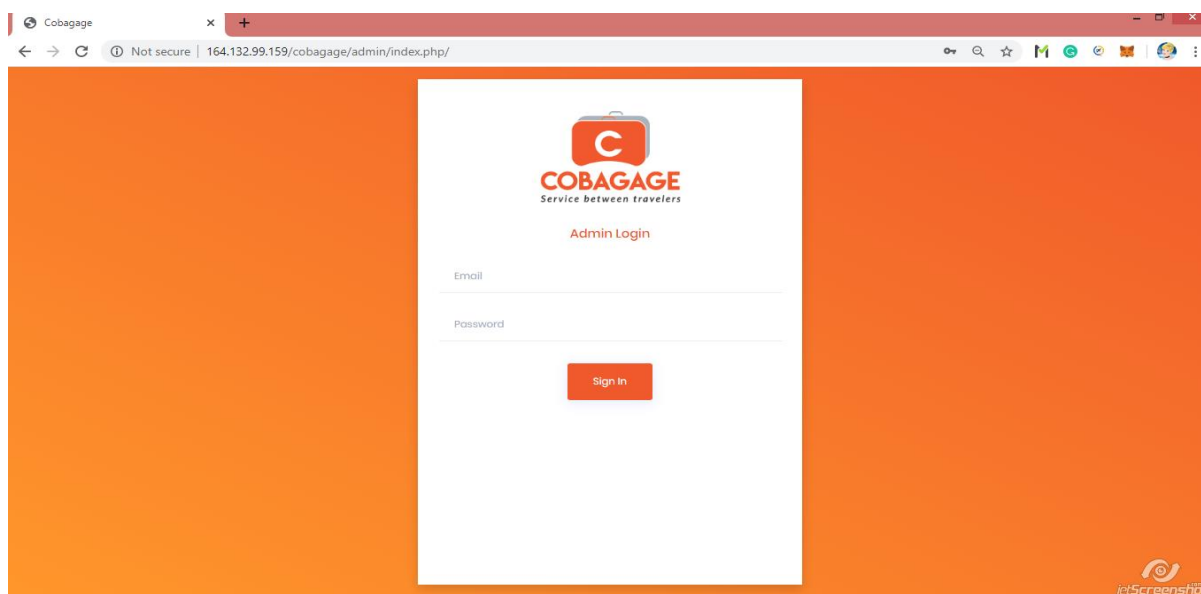 Cobagage
Not secure | 164.132.99.159/cobagage/admin/index.php/
C
COBAGAGE
Service between travelers
Admin Login
Email
Password
Sign In